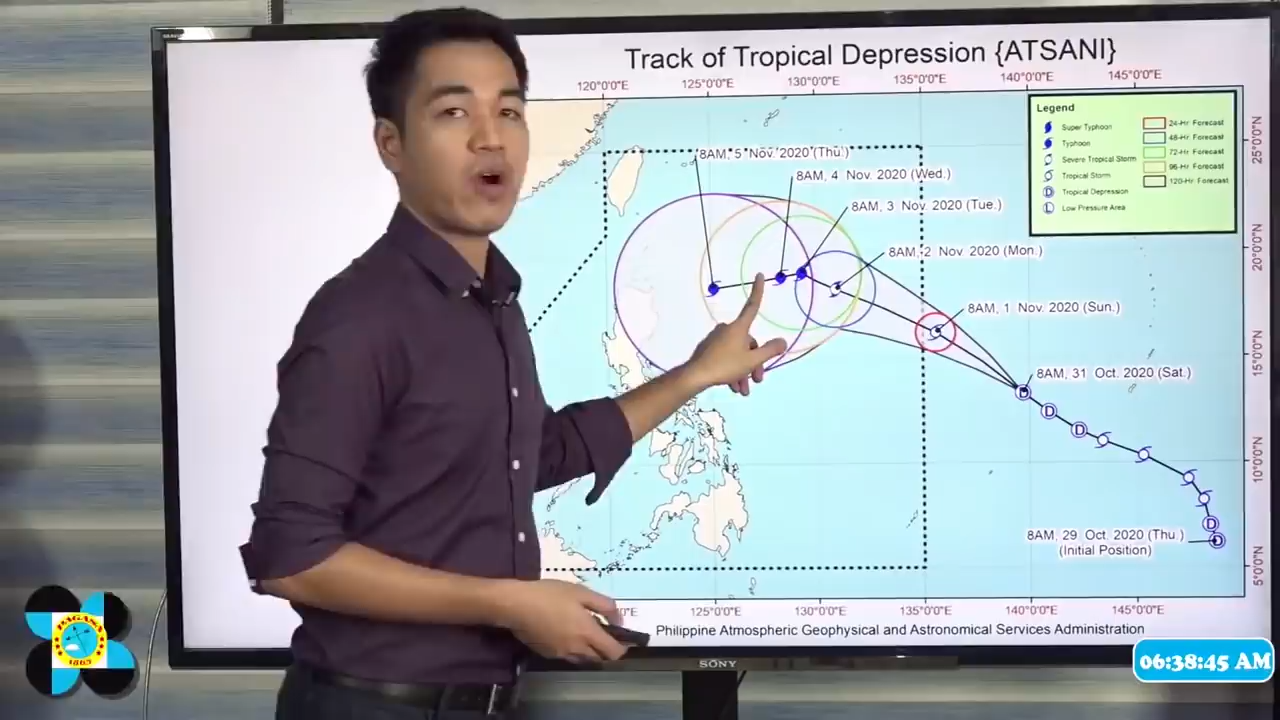 Track of Tropical Depression {ATSANI}
120°0'0"E 125°0'0"E 130°0'0"E 135°0'0"E 140°0'0"E 145°0'0"E
Legend
Super Typhoon
Typhoon
Severe Tropical Storm
Tropical Storm
D Tropical Depression
L Low Pressure Area
24-Hr. Forecast
48-Hr. Forecast
72-Hr. Forecast
96-Hr. Forecast
120-Hr. Forecast
25°0'0"N
20°0'0"N
15°0'0"N
10°0'0"N
5°0'0"N
8AM, 5 Nov. 2020 (Thu.)
8AM, 4 Nov. 2020 (Wed.)
8AM, 3 Nov. 2020 (Tue.)
8AM, 2 Nov. 2020 (Mon.)
8AM, 1 Nov. 2020 (Sun.)
8AM, 31 Oct. 2020 (Sat.)
D
D
D
8AM, 29 Oct. 2020 (Thu.)
(Initial Position)
D
D
125°0'0"E 130°0'0"E 135°0'0"E 140°0'0"E 145°0'0"E
Philippine Atmospheric Geophysical and Astronomical Services Administration
SONY
PAGASA
1865
06:38:45 AM